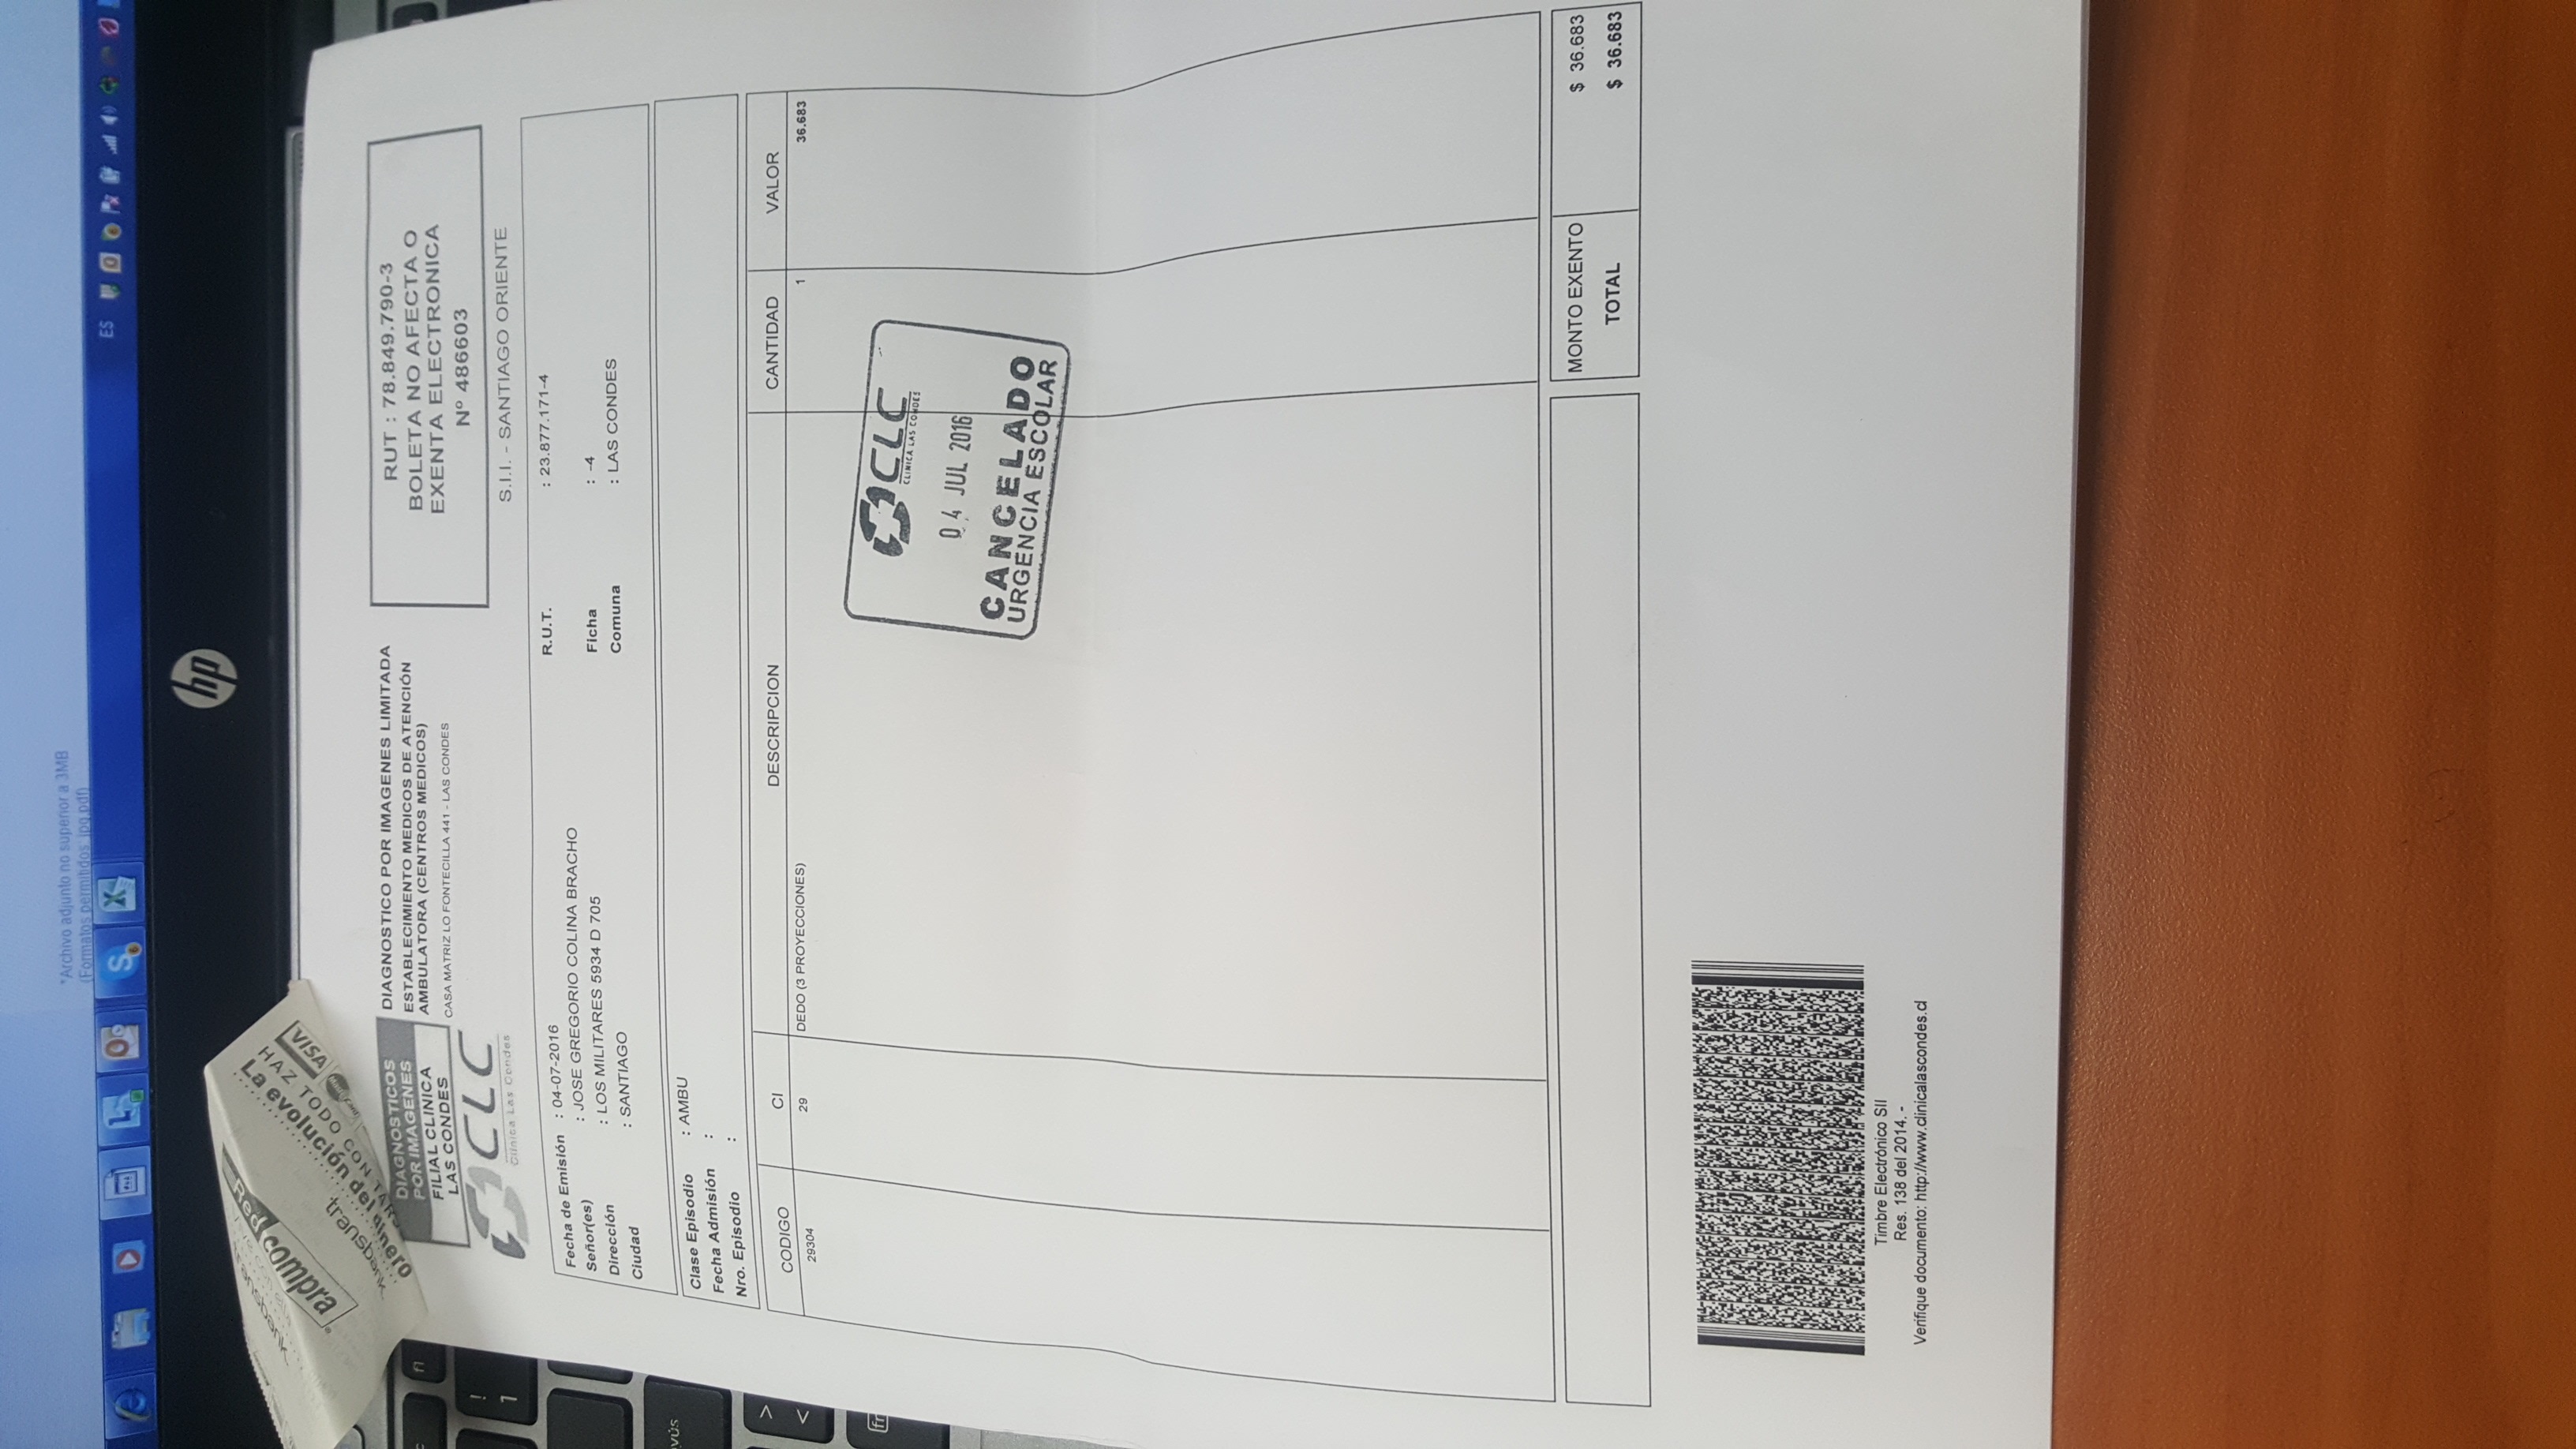 *Archivo adjunto no superior a 3MB
(Formatos permitidos: jpg,pdf)
ES
hp
Red compra
transbank
VISA
HAZ TODO CON
La evolución del dinero
transbank
DIAGNOSTICOS
POR IMAGENES
FILIAL CLINICA
LAS CONDES
CLC
Clínica Las Condes
DIAGNOSTICO POR IMAGENES LIMITADA
ESTABLECIMIENTO MEDICOS DE ATENCIÓN
AMBULATORA (CENTROS MEDICOS)
CASA MATRIZ LO FONTECILLA 441 - LAS CONDES
RUT : 78.849.790-3
BOLETA NO AFECTA O
EXENTA ELECTRONICA
Nº 486603
S.I.I. - SANTIAGO ORIENTE
Fecha de Emisión : 04-07-2016 R.U.T. : 23.877.171-4
Señor(es) : JOSE GREGORIO COLINA BRACHO
Dirección : LOS MILITARES 5934 D 705 Ficha : -4
Ciudad : SANTIAGO Comuna : LAS CONDES
Clase Episodio : AMBU
Fecha Admisión :
Nro. Episodio :
CODIGO CI DESCRIPCION CANTIDAD VALOR
29304 29 DEDO (3 PROYECCIONES) 1 36.683
CLC
CLINICA LAS CONDES
04 JUL 2016
CANCELADO
URGENCIA ESCOLAR
MONTO EXENTO $ 36.683
TOTAL $ 36.683
Timbre Electrónico SII
Res. 138 del 2014. -
Verifique documento: http://www.clinicalascondes.cl
! 1
f1
vús
> <
fn